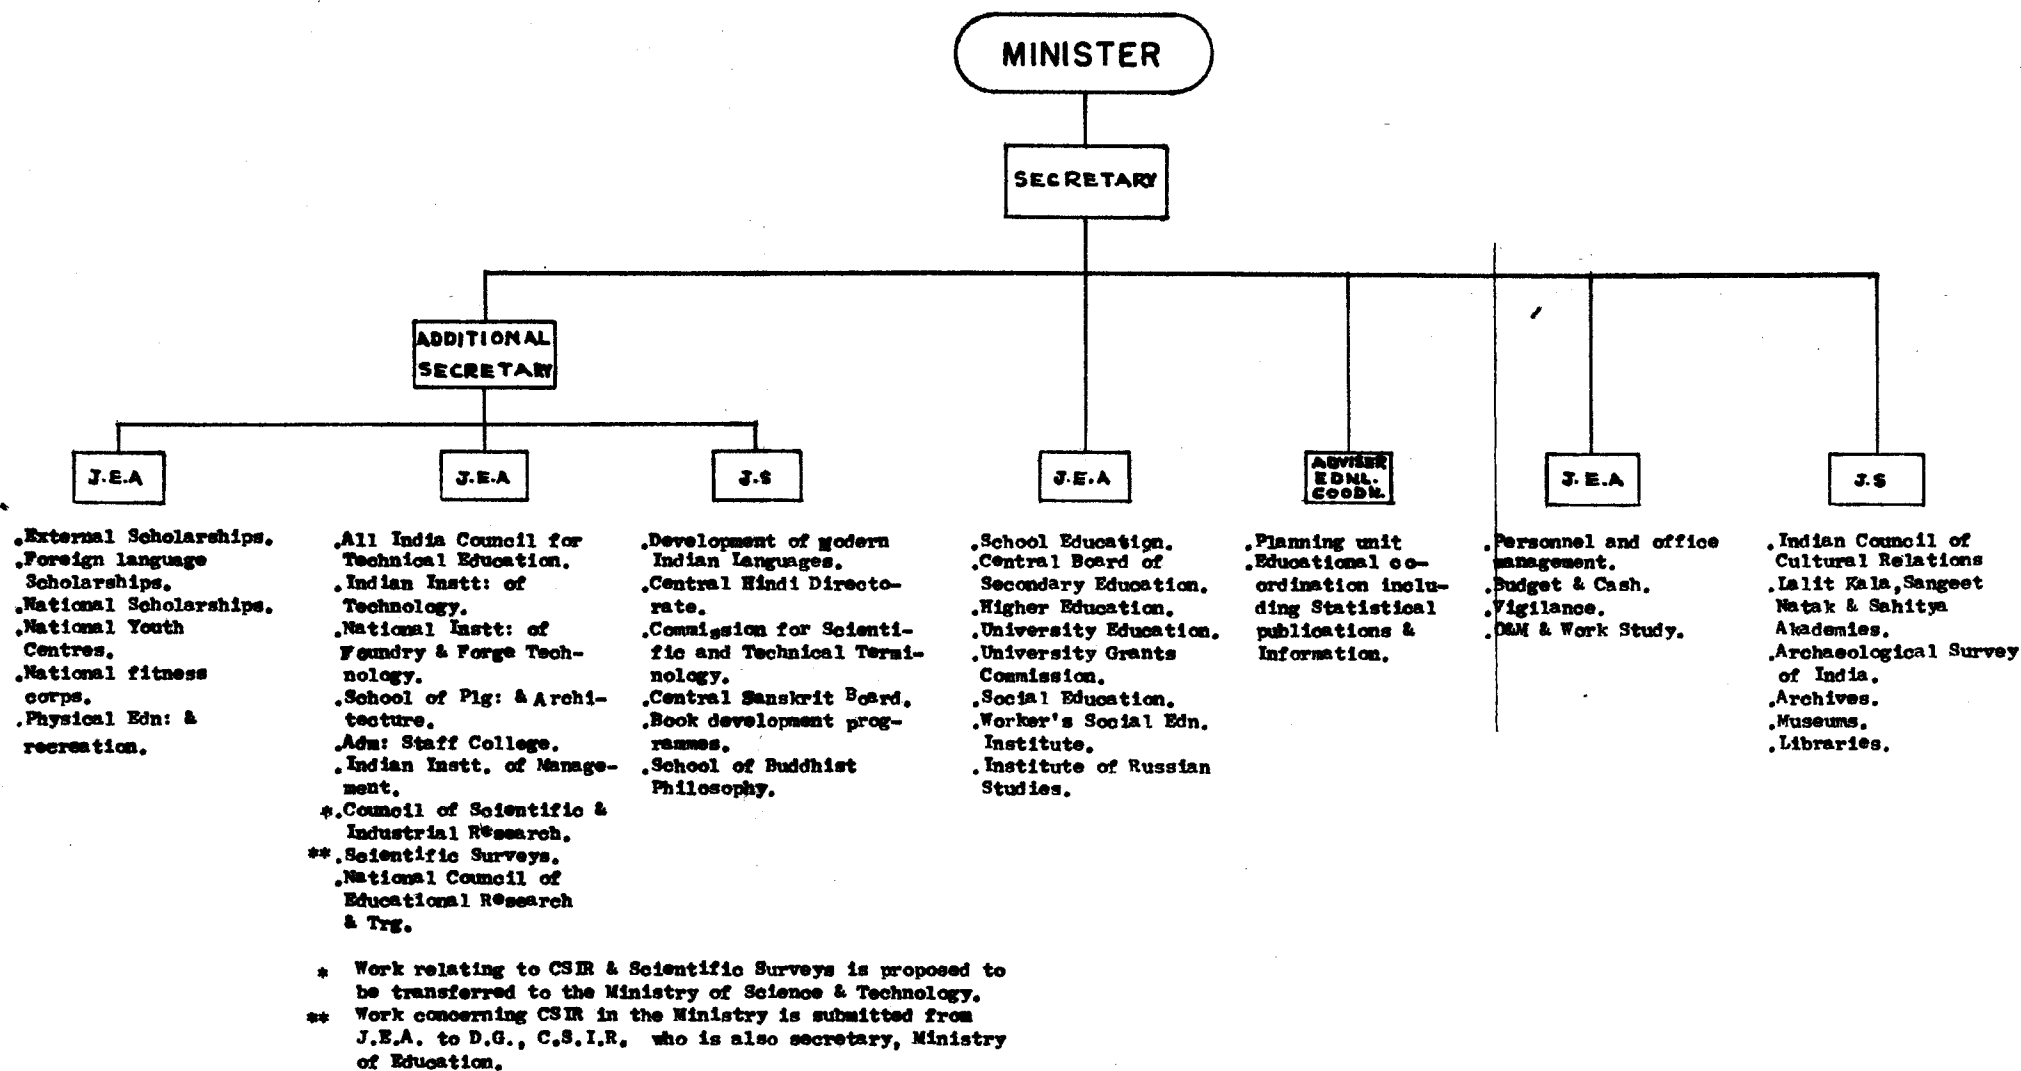 MINISTER
SECRETARY
ADDITIONAL
SECRETARY
J.E.A
.External Scholarships.
.Foreign language
Scholarships.
.National Scholarships.
.National Youth
Centres.
.National fitness
corps.
.Physical Edn: &
recreation.
J.E.A
.All India Council for
Technical Education.
.Indian Instt: of
Technology.
.National Instt: of
Foundry & Forge Tech-
nology.
.School of Plg: & Archi-
tecture.
.Adm: Staff College.
.Indian Instt. of Manage-
ment.
*.Council of Scientific &
Industrial Research.
**.Scientific Surveys.
.National Council of
Educational Research
& Trg.
J.S
.Development of modern
Indian Languages.
.Central Hindi Directo-
rate.
.Commission for Scienti-
fic and Technical Termi-
nology.
.Central Sanskrit Board.
.Book development prog-
rammes.
.School of Buddhist
Philosophy.
J.E.A
.School Education.
.Central Board of
Secondary Education.
.Higher Education.
.University Education.
.University Grants
Commission.
.Social Education.
.Worker's Social Edn.
Institute.
.Institute of Russian
Studies.
ADVISER
EDNL.
COODN.
.Planning unit
.Educational co-
ordination inclu-
ding Statistical
publications &
Information.
J.E.A
.Personnel and office
management.
.Budget & Cash.
.Vigilance.
.O&M & Work Study.
J.S
.Indian Council of
Cultural Relations
.Lalit Kala,Sangeet
Natak & Sahitya
Akademies.
.Archaeological Survey
of India.
.Archives.
.Museums.
.Libraries.
* Work relating to CSIR & Scientific Surveys is proposed to
be transferred to the Ministry of Science & Technology.
** Work concerning CSIR in the Ministry is submitted from
J.E.A. to D.G., C.S.I.R. who is also secretary, Ministry
of Education.